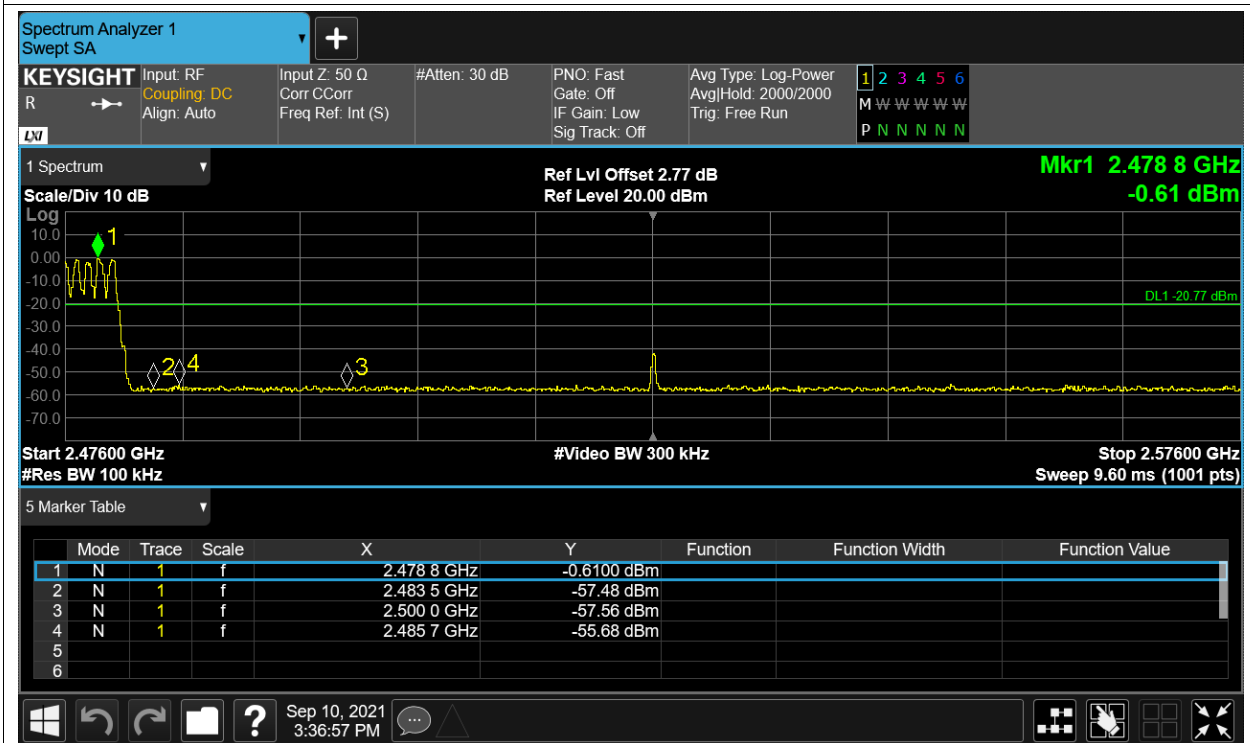 Spectrum Analyzer 1
Swept SA
KEYSIGHT Input: RF Input Z: 50 Ω #Atten: 30 dB PNO: Fast Avg Type: Log-Power 1 2 3 4 5 6
R Coupling: DC Corr CCorr Gate: Off Avg|Hold: 2000/2000 M W W W W W W
Align: Auto Freq Ref: Int (S) IF Gain: Low Trig: Free Run
LXI Sig Track: Off P N N N N N N
1 Spectrum Ref Lvl Offset 2.77 dB Mkr1 2.478 8 GHz
Scale/Div 10 dB Ref Level 20.00 dBm -0.61 dBm
Log
10.0 1
0.00
-10.0
-20.0 DL1 -20.77 dBm
-30.0
-40.0
-50.0 2 4 3
-60.0
-70.0
Start 2.47600 GHz #Video BW 300 kHz Stop 2.57600 GHz
#Res BW 100 kHz Sweep 9.60 ms (1001 pts)
5 Marker Table
Mode Trace Scale X Y Function Function Width Function Value
1 N 1 f 2.478 8 GHz -0.6100 dBm
2 N 1 f 2.483 5 GHz -57.48 dBm
3 N 1 f 2.500 0 GHz -57.56 dBm
4 N 1 f 2.485 7 GHz -55.68 dBm
5
6
? Sep 10, 2021
3:36:57 PM